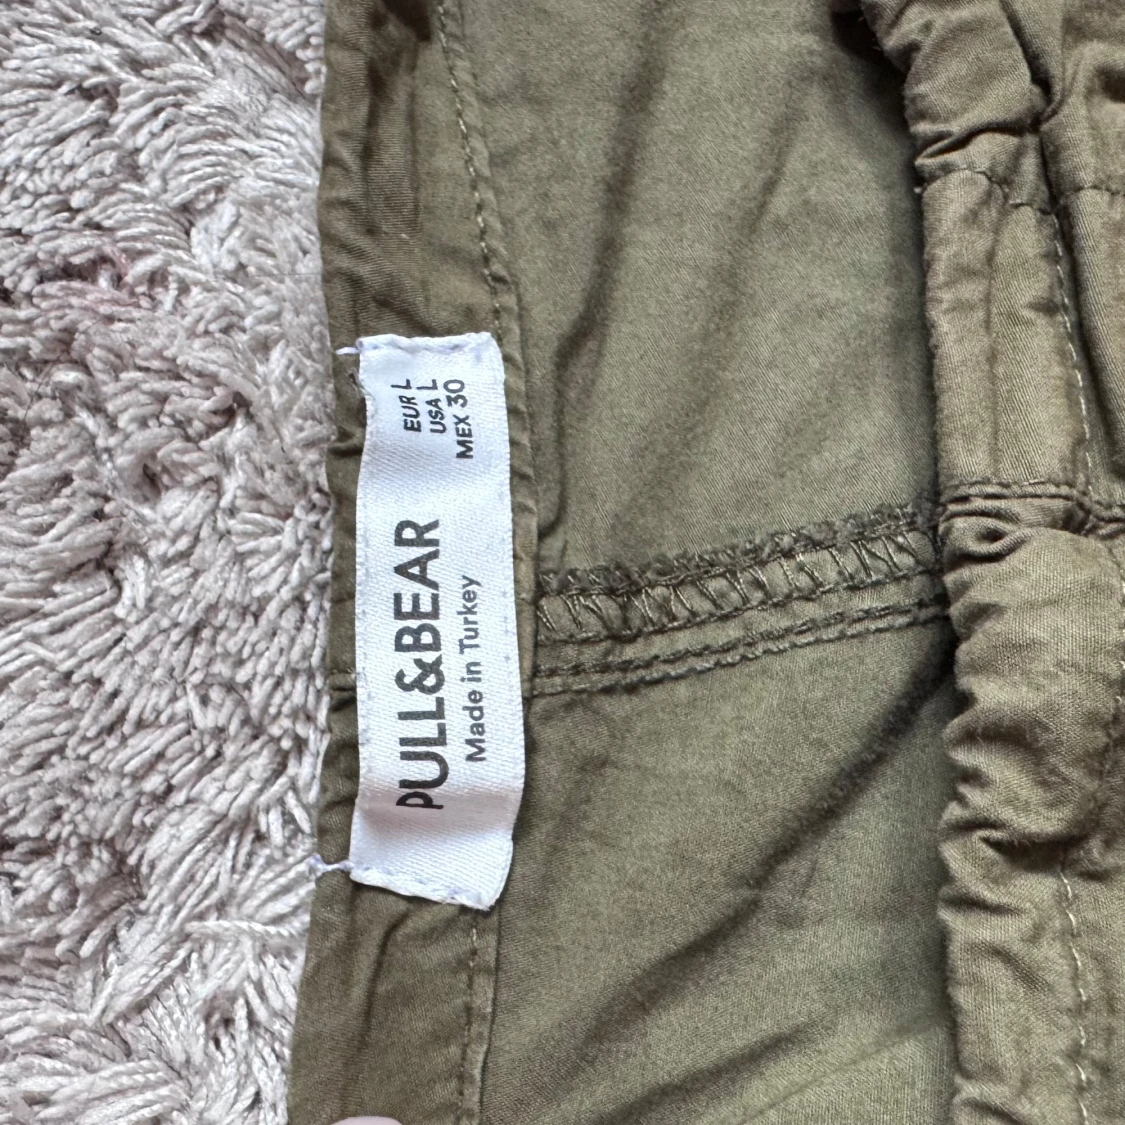 PULL&BEAR
Made in Turkey
EUR L
USA L
MEX 30